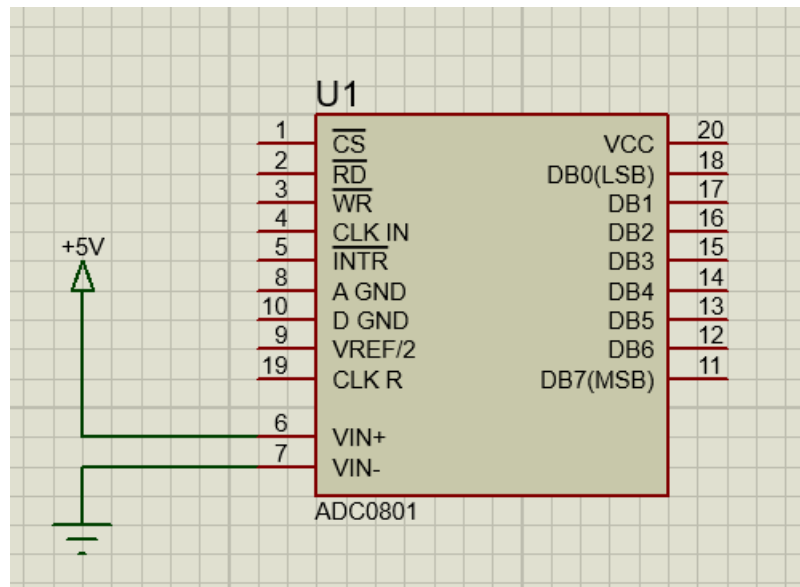 U1
1 CS VCC 20
2 RD DB0(LSB) 18
3 WR DB1 17
4 CLK IN DB2 16
5 INTR DB3 15
8 A GND DB4 14
10 D GND DB5 13
9 VREF/2 DB6 12
19 CLK R DB7(MSB) 11
+5V
6 VIN+
7 VIN-
ADC0801